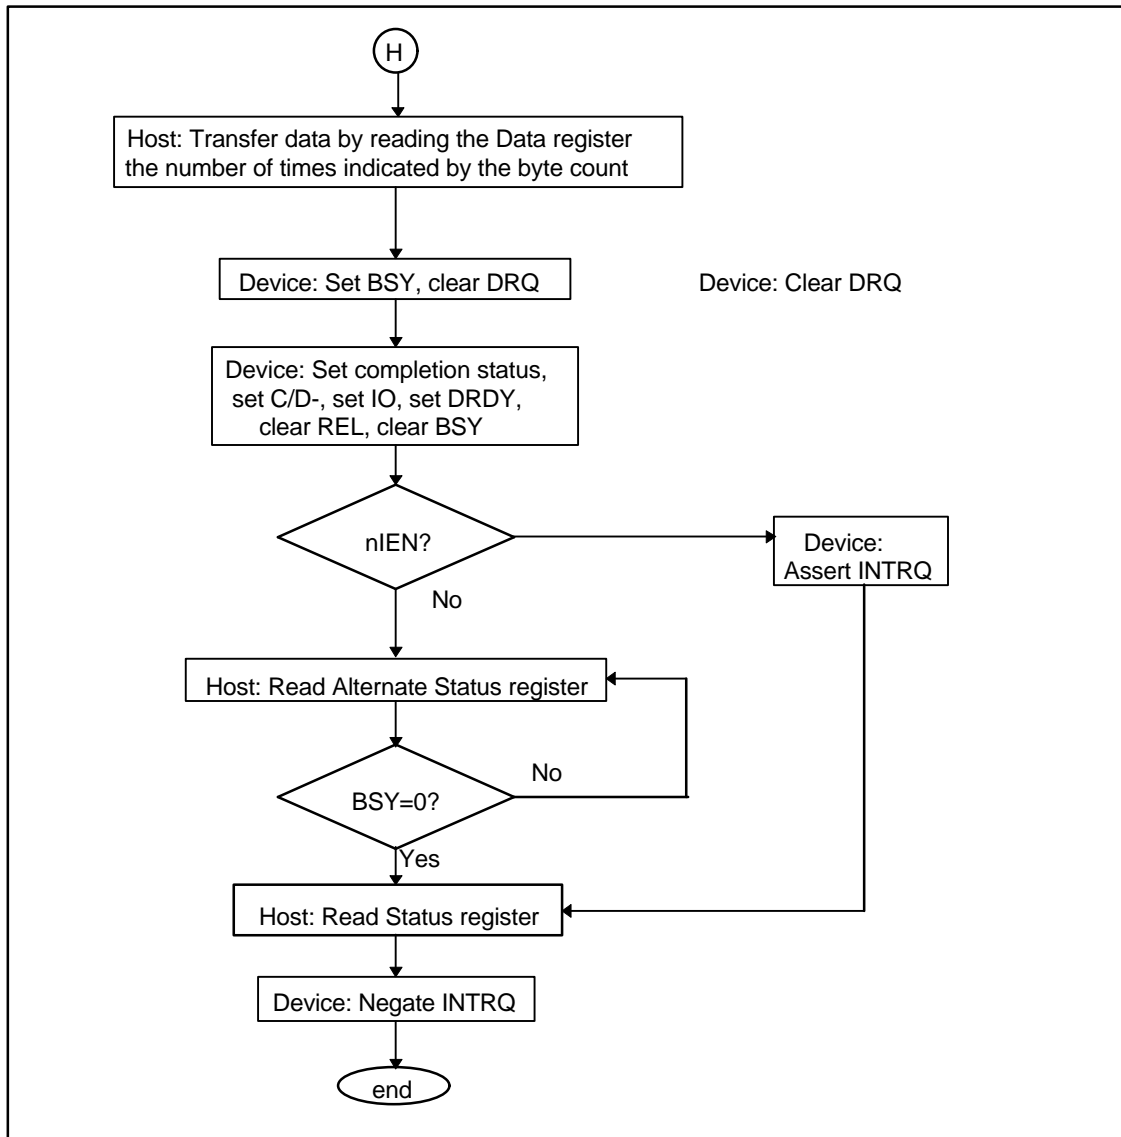 H
Host: Transfer data by reading the Data register
the number of times indicated by the byte count
Device: Set BSY, clear DRQ
Device: Clear DRQ
Device: Set completion status,
set C/D-, set IO, set DRDY,
clear REL, clear BSY
nIEN?
Device:
Assert INTRQ
No
Host: Read Alternate Status register
No
BSY=0?
Yes
Host: Read Status register
Device: Negate INTRQ
end